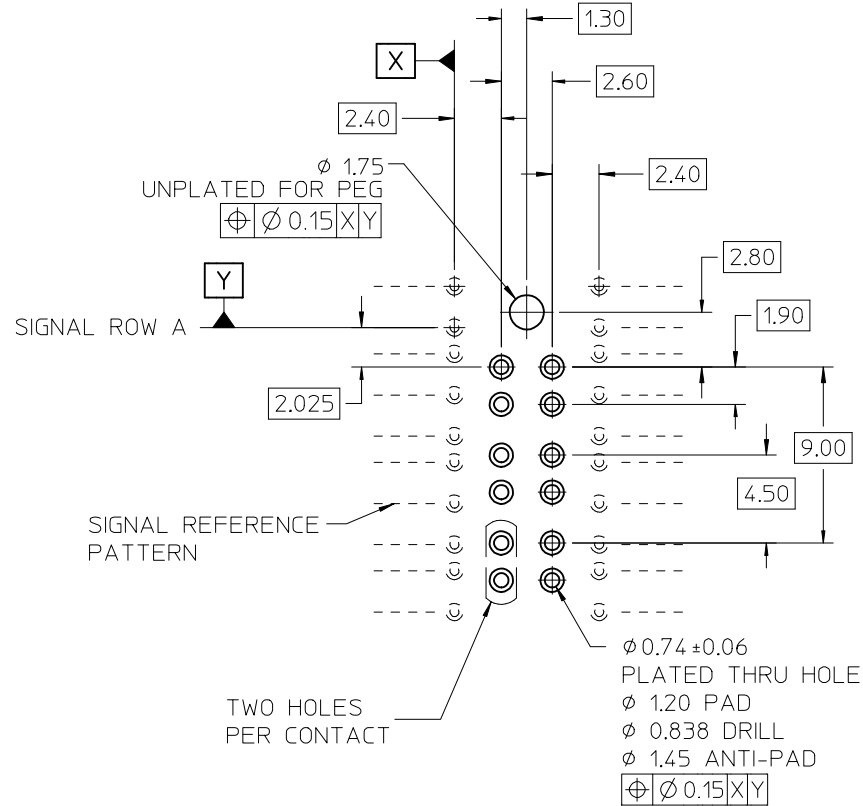 1.30
X
2.60
2.40
⌀ 1.75
UNPLATED FOR PEG
⌖ ⌀ 0.15 X Y
2.40
Y
2.80
SIGNAL ROW A
1.90
2.025
9.00
4.50
SIGNAL REFERENCE
PATTERN
⌀ 0.74 ±0.06
PLATED THRU HOLE
⌀ 1.20 PAD
⌀ 0.838 DRILL
⌀ 1.45 ANTI-PAD
⌖ ⌀ 0.15 X Y
TWO HOLES
PER CONTACT